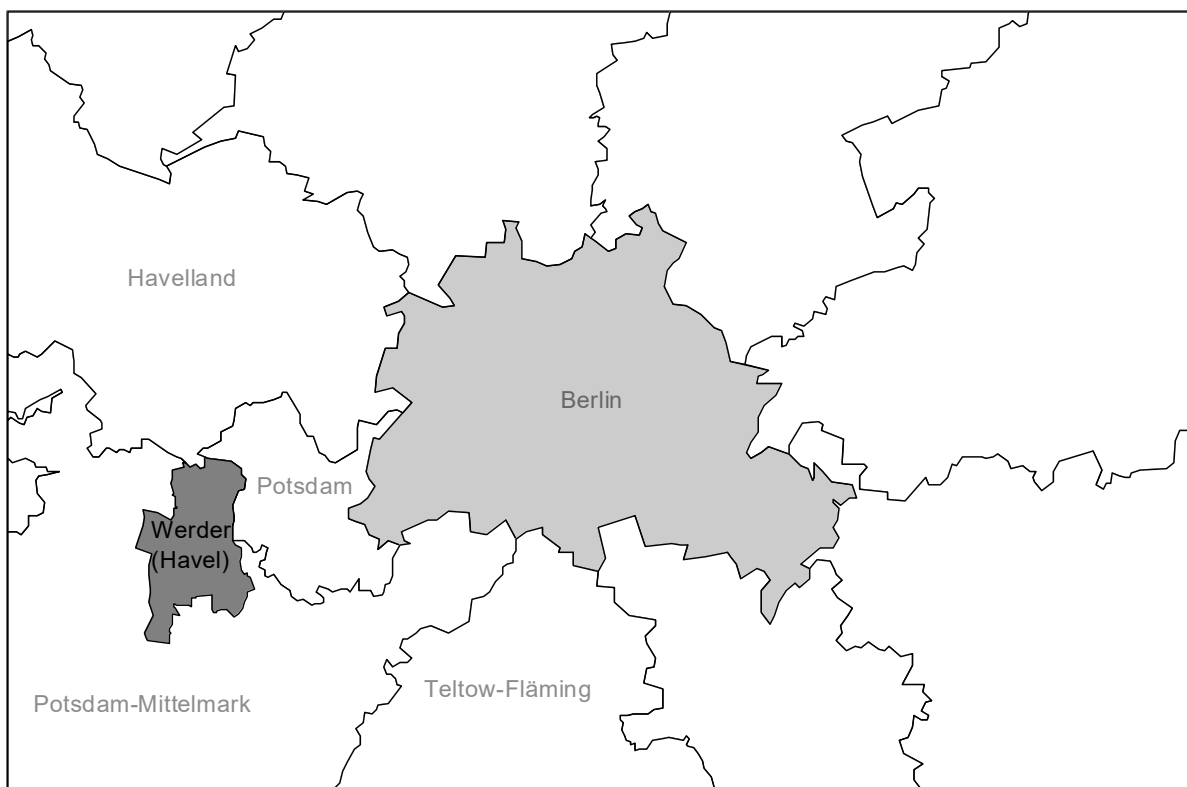 Havelland
Berlin
Potsdam
Werder
(Havel)
Potsdam-Mittelmark
Teltow-Fläming